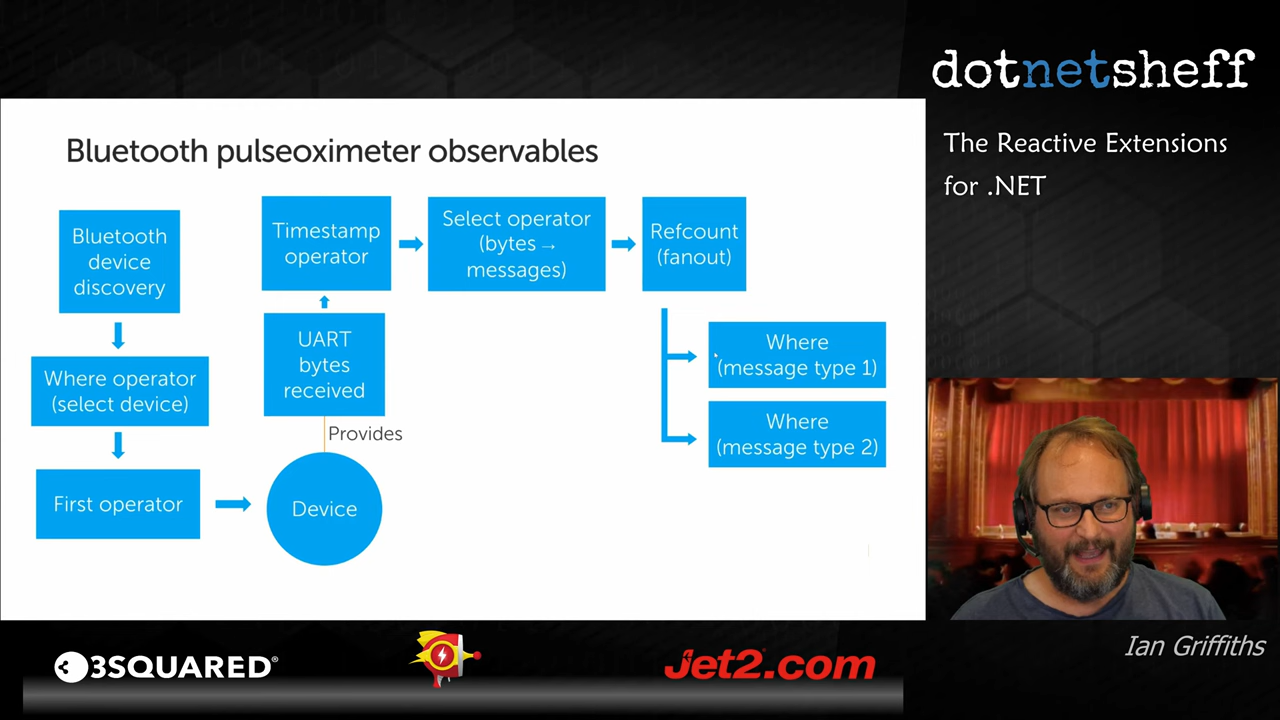 dotnetsheff
The Reactive Extensions
for .NET
Bluetooth pulseoximeter observables
Bluetooth
device
discovery
Where operator
(select device)
First operator
Device
Provides
UART
bytes
received
Timestamp
operator
Select operator
(bytes →
messages)
Refcount
(fanout)
Where
(message type 1)
Where
(message type 2)
Ian Griffiths
3SQUARED®
Jet2.com